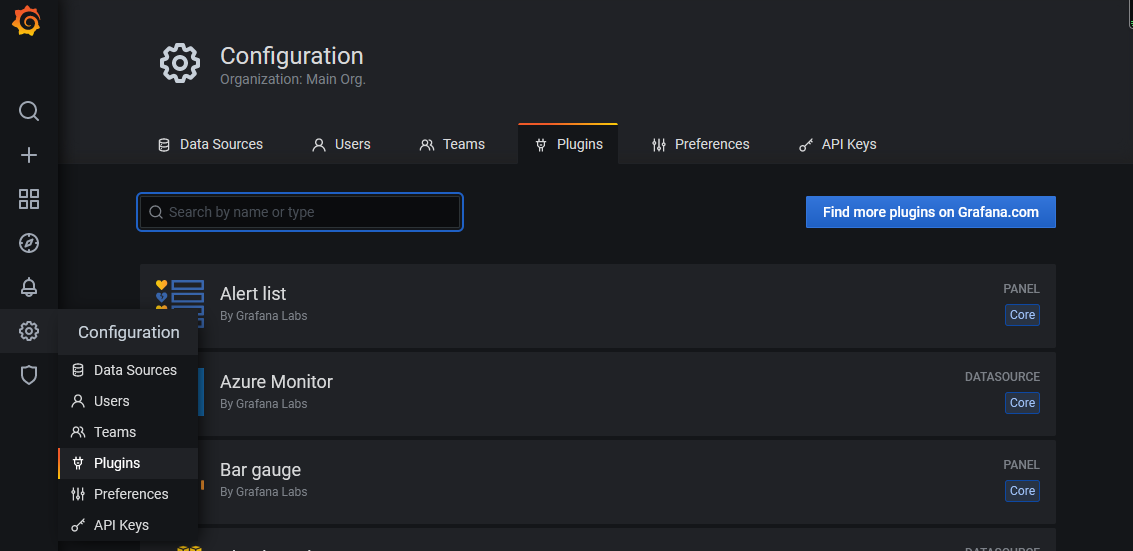 Configuration
Organization: Main Org.
Data Sources Users Teams Plugins Preferences API Keys
Search by name or type
Find more plugins on Grafana.com
Alert list
By Grafana Labs
PANEL
Core
Configuration
Data Sources
Users
Teams
Plugins
Preferences
API Keys
Azure Monitor
By Grafana Labs
DATASOURCE
Core
Bar gauge
By Grafana Labs
PANEL
Core
DATASOURCE